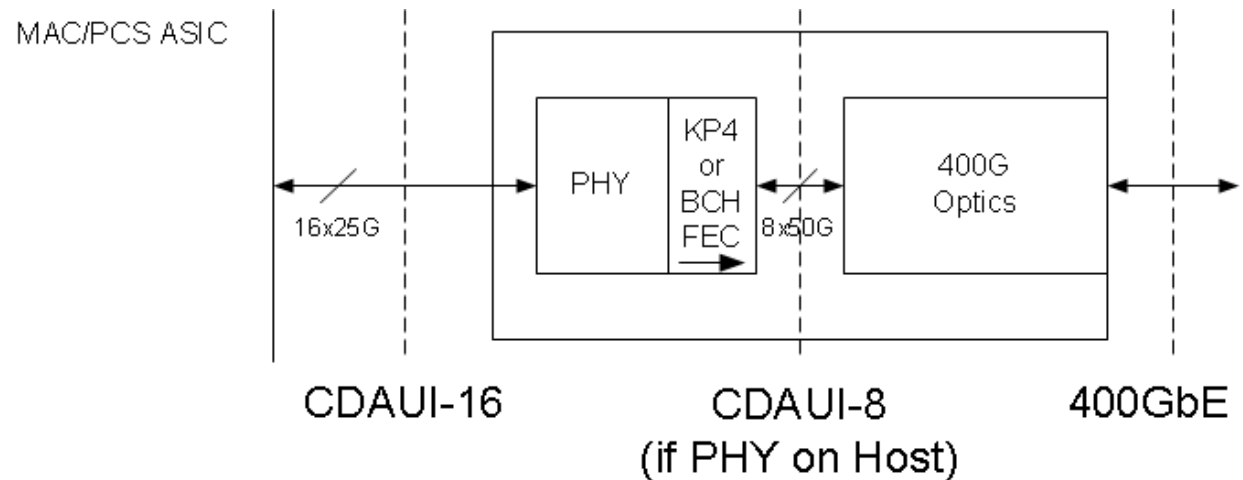 MAC/PCS ASIC
PHY
KP4
or
BCH
FEC
400G
Optics
16x25G
8x50G
CDAUI-16
CDAUI-8
(if PHY on Host)
400GbE